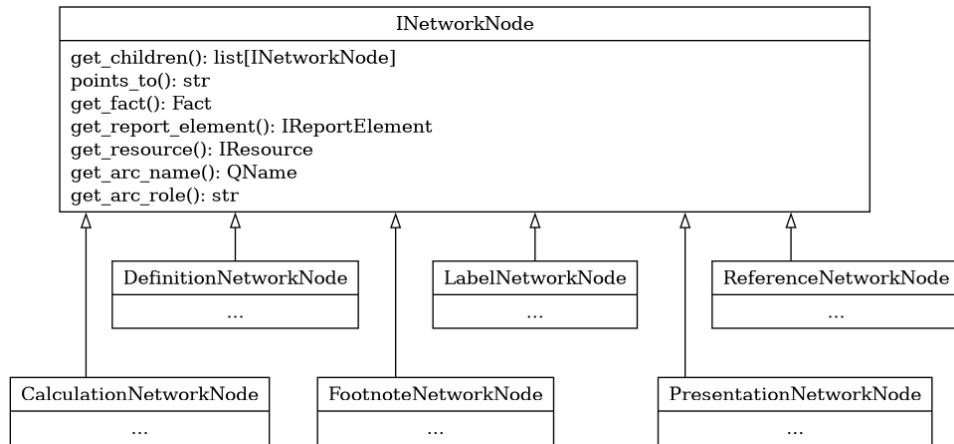 INetworkNode
get_children(): list[INetworkNode]
points_to(): str
get_fact(): Fact
get_report_element(): IReportElement
get_resource(): IResource
get_arc_name(): QName
get_arc_role(): str
DefinitionNetworkNode
...
LabelNetworkNode
...
ReferenceNetworkNode
...
CalculationNetworkNode
...
FootnoteNetworkNode
...
PresentationNetworkNode
...